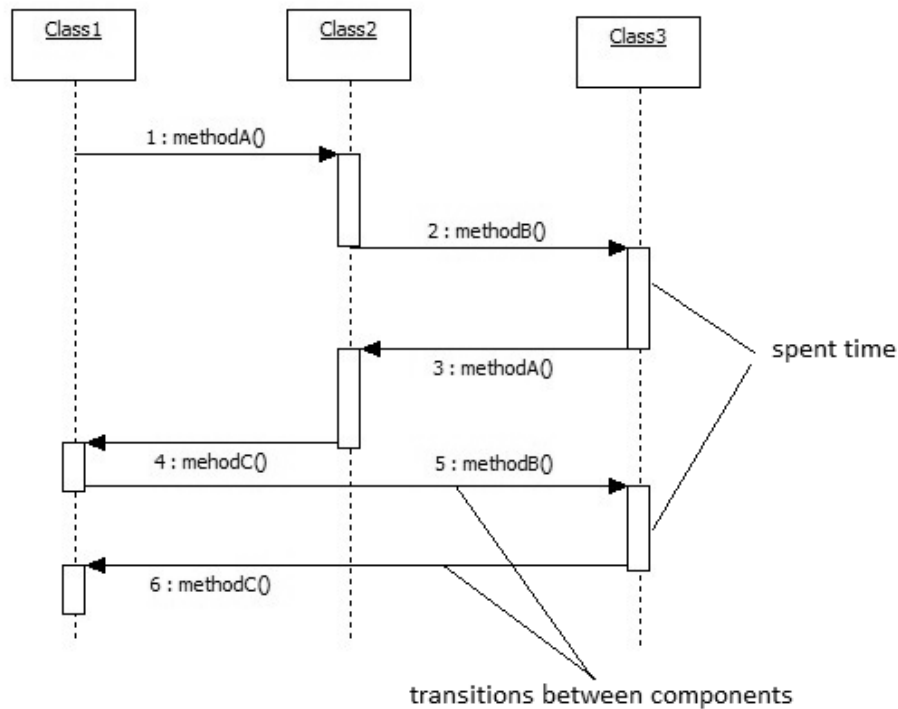 Class1
Class2
Class3
1 : methodA()
2 : methodB()
spent time
3 : methodA()
4 : mehodC()
5 : methodB()
6 : methodC()
transitions between components